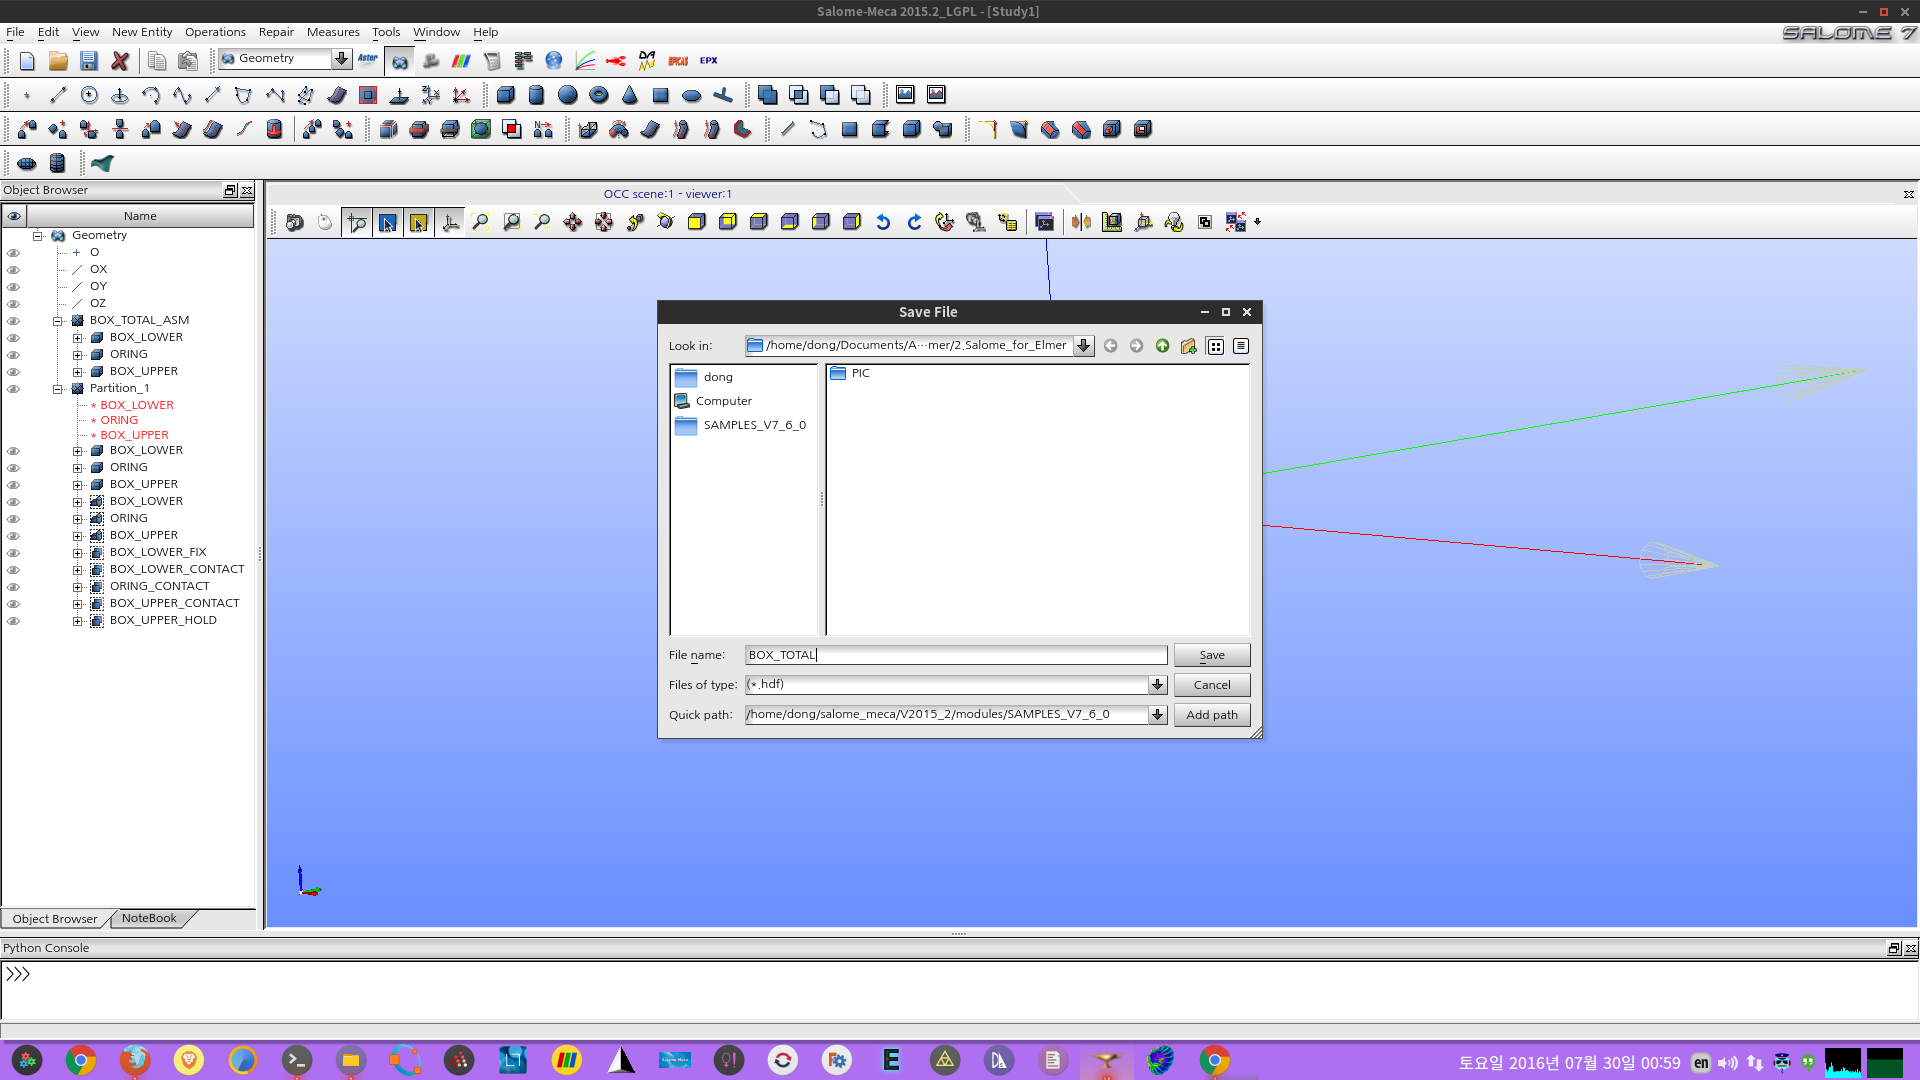 Salome-Meca 2015.2_LGPL - [Study1]
File Edit View New Entity Operations Repair Measures Tools Window Help
SALOME 7
Geometry
Aster
EFICAS
EPX
Object Browser
OCC scene:1 - viewer:1
Name
Geometry
O
OX
OY
OZ
BOX_TOTAL_ASM
BOX_LOWER
ORING
BOX_UPPER
Partition_1
* BOX_LOWER
* ORING
* BOX_UPPER
BOX_LOWER
ORING
BOX_UPPER
BOX_LOWER
ORING
BOX_UPPER
BOX_LOWER_FIX
BOX_LOWER_CONTACT
ORING_CONTACT
BOX_UPPER_CONTACT
BOX_UPPER_HOLD
Save File
Look in: /home/dong/Documents/A···mer/2.Salome_for_Elmer
dong
Computer
SAMPLES_V7_6_0
PIC
File name: BOX_TOTAL Save
Files of type: (*.hdf) Cancel
Quick path: /home/dong/salome_meca/V2015_2/modules/SAMPLES_V7_6_0 Add path
Object Browser NoteBook
Python Console
>>>
토요일 2016년 07월 30일 00:59 en